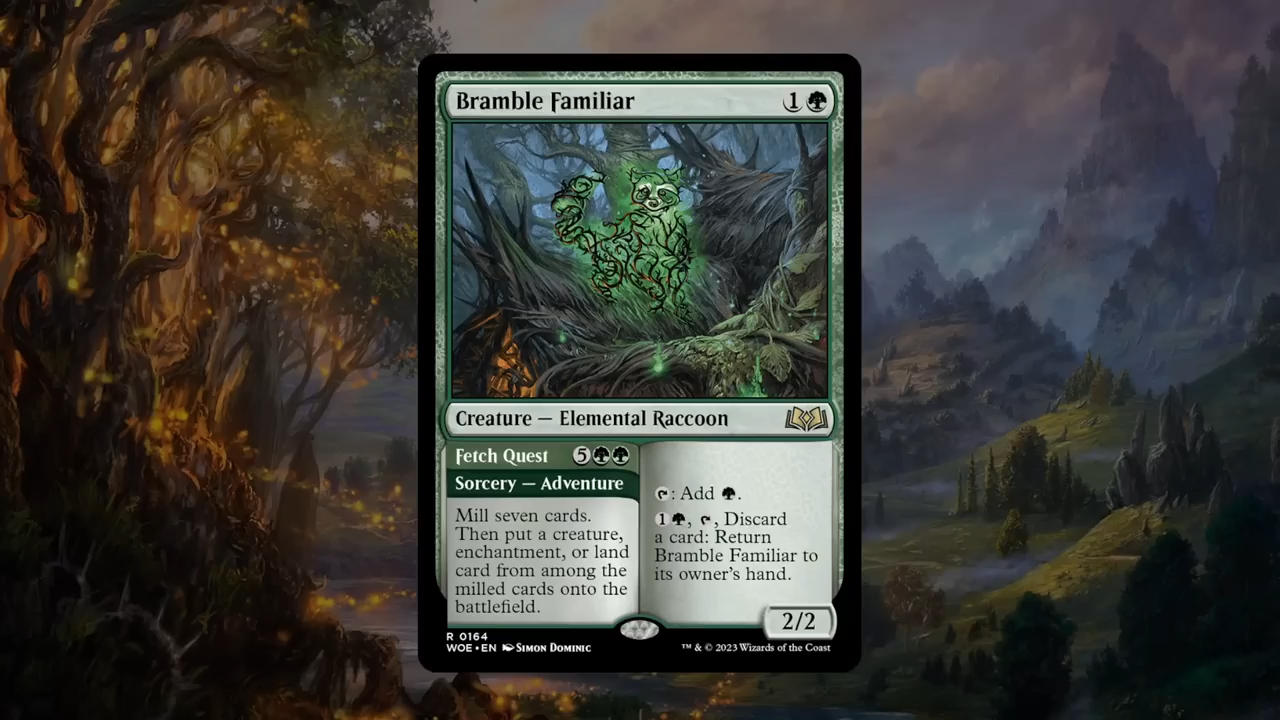 Bramble Familiar 1
Creature — Elemental Raccoon
Fetch Quest 5
Sorcery — Adventure
Mill seven cards.
Then put a creature,
enchantment, or land
card from among the
milled cards onto the
battlefield.
: Add .
1 , , Discard
a card: Return
Bramble Familiar to
its owner's hand.
2/2
R 0164
WOE • EN Simon Dominic
™ & © 2023 Wizards of the Coast